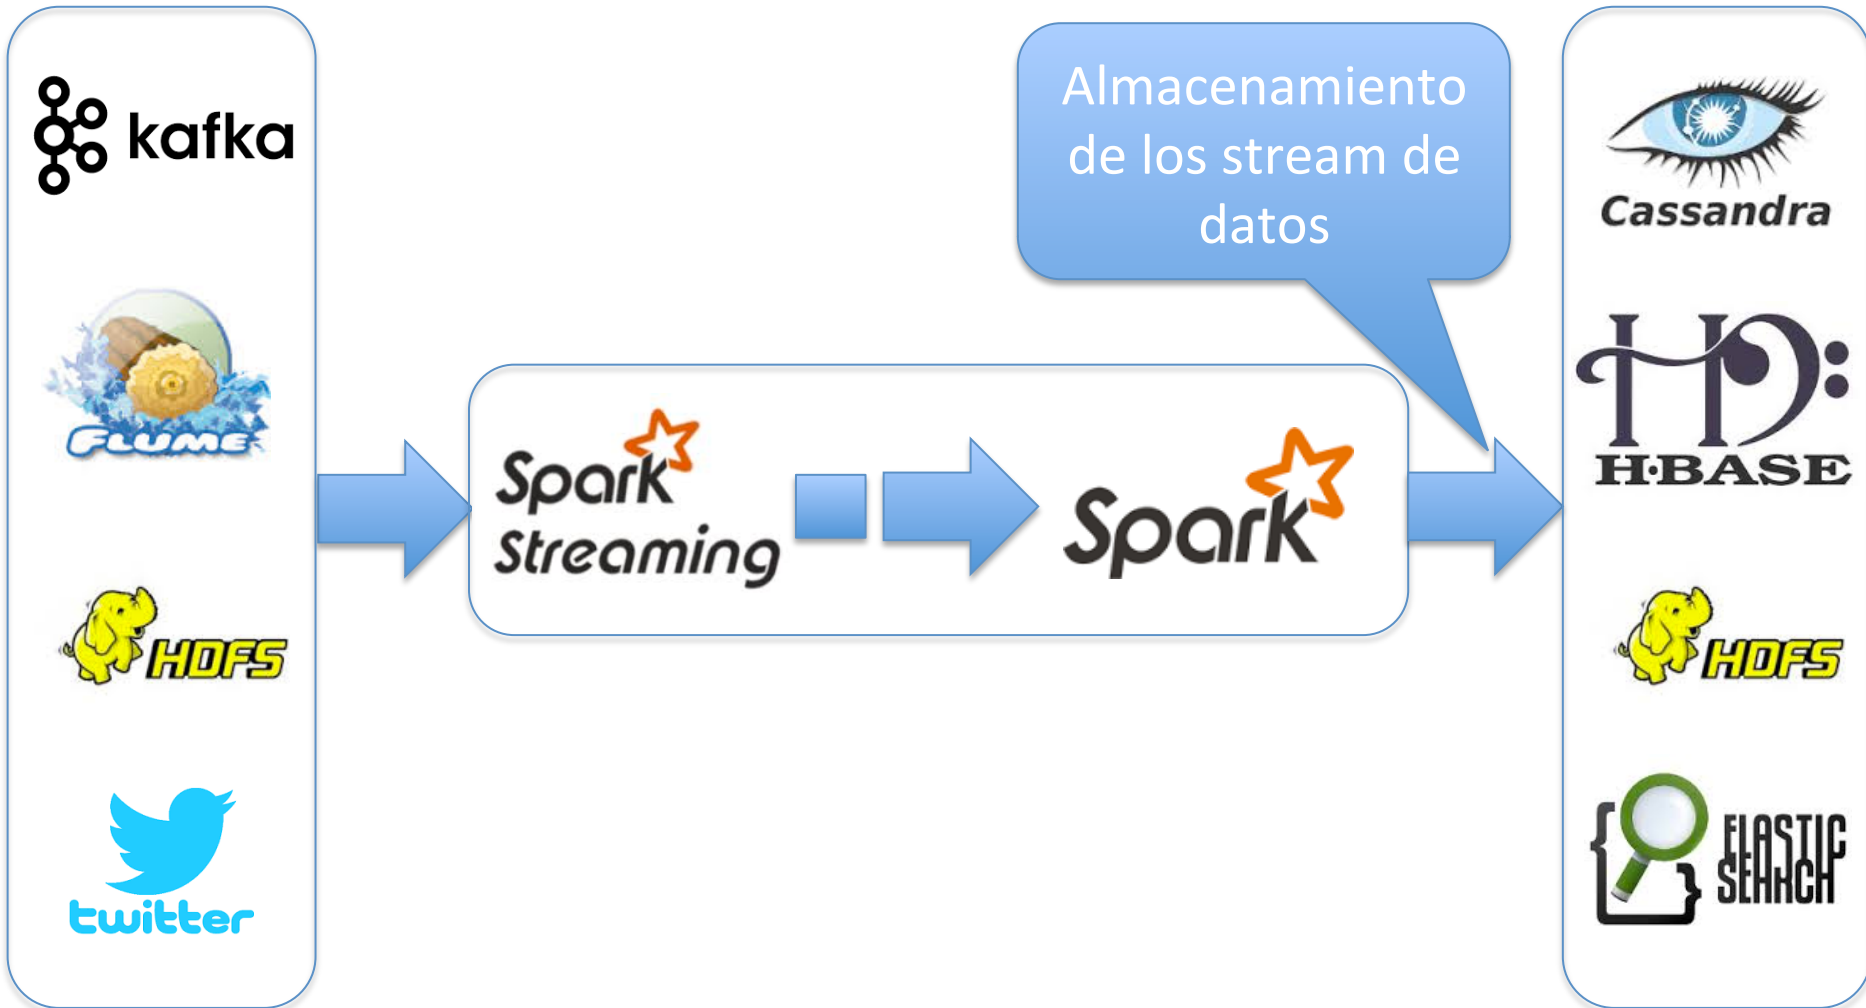 kafka
FLUME
HDFS
twitter
Spark
Streaming
Spark
Almacenamiento
de los stream de
datos
Cassandra
H·BASE
HDFS
ELASTIC
SEARCH